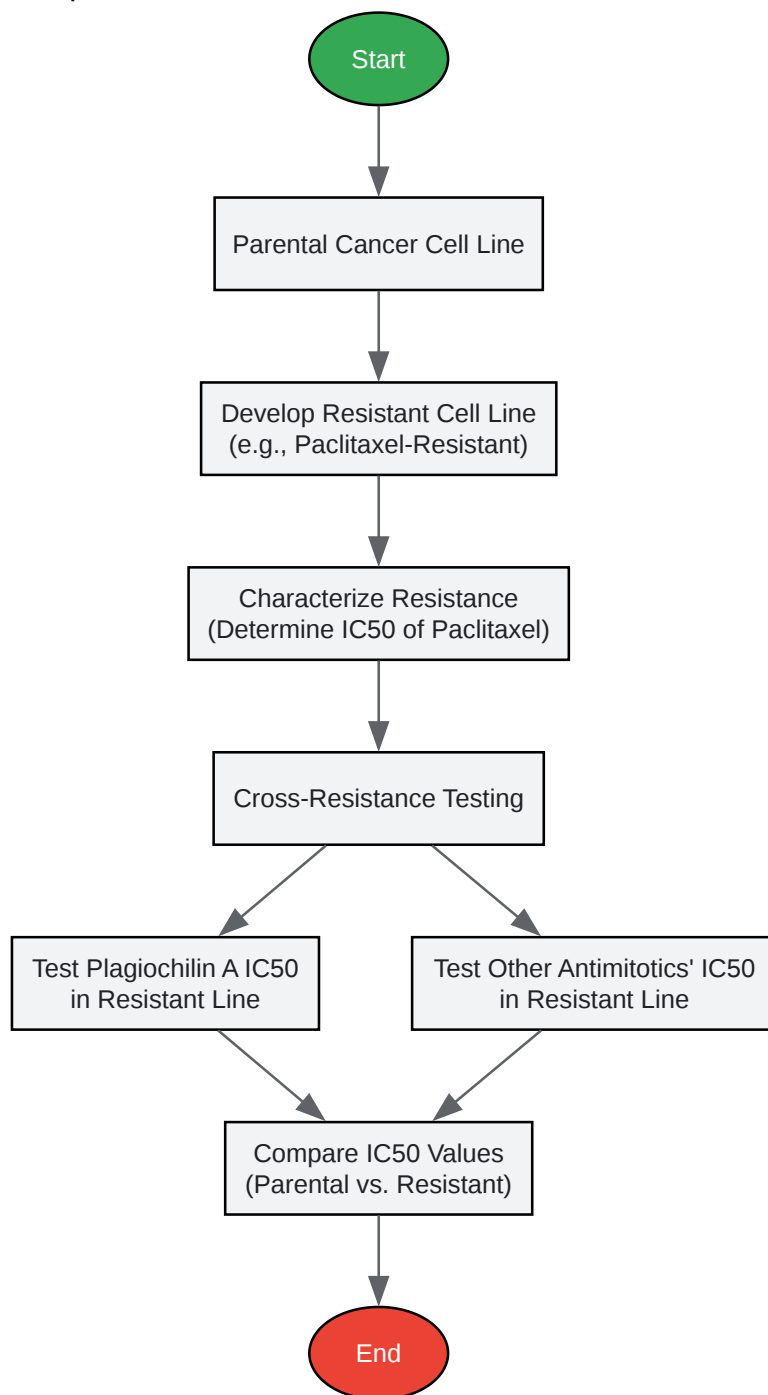 Start
Parental Cancer Cell Line
Develop Resistant Cell Line
(e.g., Paclitaxel-Resistant)
Characterize Resistance
(Determine IC50 of Paclitaxel)
Cross-Resistance Testing
Test Plagiochilin A IC50
in Resistant Line
Test Other Antimitotics' IC50
in Resistant Line
Compare IC50 Values
(Parental vs. Resistant)
End